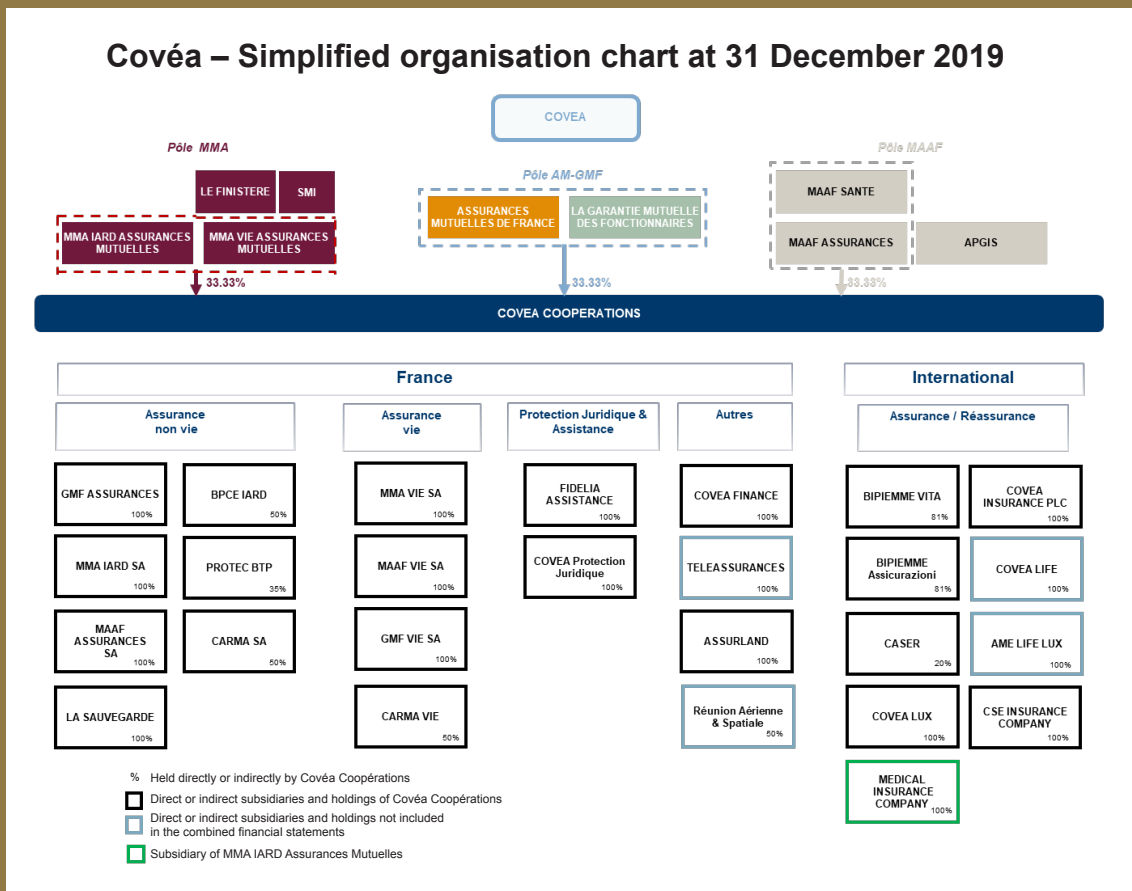 Covéa – Simplified organisation chart at 31 December 2019
COVEA
Pôle MMA
Pôle AM-GMF
Pôle MAAF
LE FINISTERE
SMI
MMA IARD ASSURANCES
MUTUELLES
MMA VIE ASSURANCES
MUTUELLES
ASSURANCES
MUTUELLES DE FRANCE
LA GARANTIE MUTUELLE
DES FONCTIONNAIRES
MAAF SANTE
MAAF ASSURANCES
APGIS
33.33%
33.33%
33.33%
COVEA COOPERATIONS
France
International
Assurance
non vie
Assurance
vie
Protection Juridique &
Assistance
Autres
Assurance / Réassurance
GMF ASSURANCES
100%
BPCE IARD
50%
MMA VIE SA
100%
FIDELIA
ASSISTANCE
100%
COVEA FINANCE
100%
BIPIEMME VITA
81%
COVEA
INSURANCE PLC
100%
MMA IARD SA
100%
PROTEC BTP
35%
MAAF VIE SA
100%
COVEA Protection
Juridique
100%
TELEASSURANCES
100%
BIPIEMME
Assicurazioni
81%
COVEA LIFE
100%
MAAF
ASSURANCES
SA
100%
CARMA SA
50%
GMF VIE SA
100%
ASSURLAND
100%
CASER
20%
AME LIFE LUX
100%
LA SAUVEGARDE
100%
CARMA VIE
50%
Réunion Aérienne
& Spatiale
50%
COVEA LUX
100%
CSE INSURANCE
COMPANY
100%
MEDICAL
INSURANCE
COMPANY
100%
% Held directly or indirectly by Covéa Coopérations
Direct or indirect subsidiaries and holdings of Covéa Coopérations
Direct or indirect subsidiaries and holdings not included
in the combined financial statements
Subsidiary of MMA IARD Assurances Mutuelles